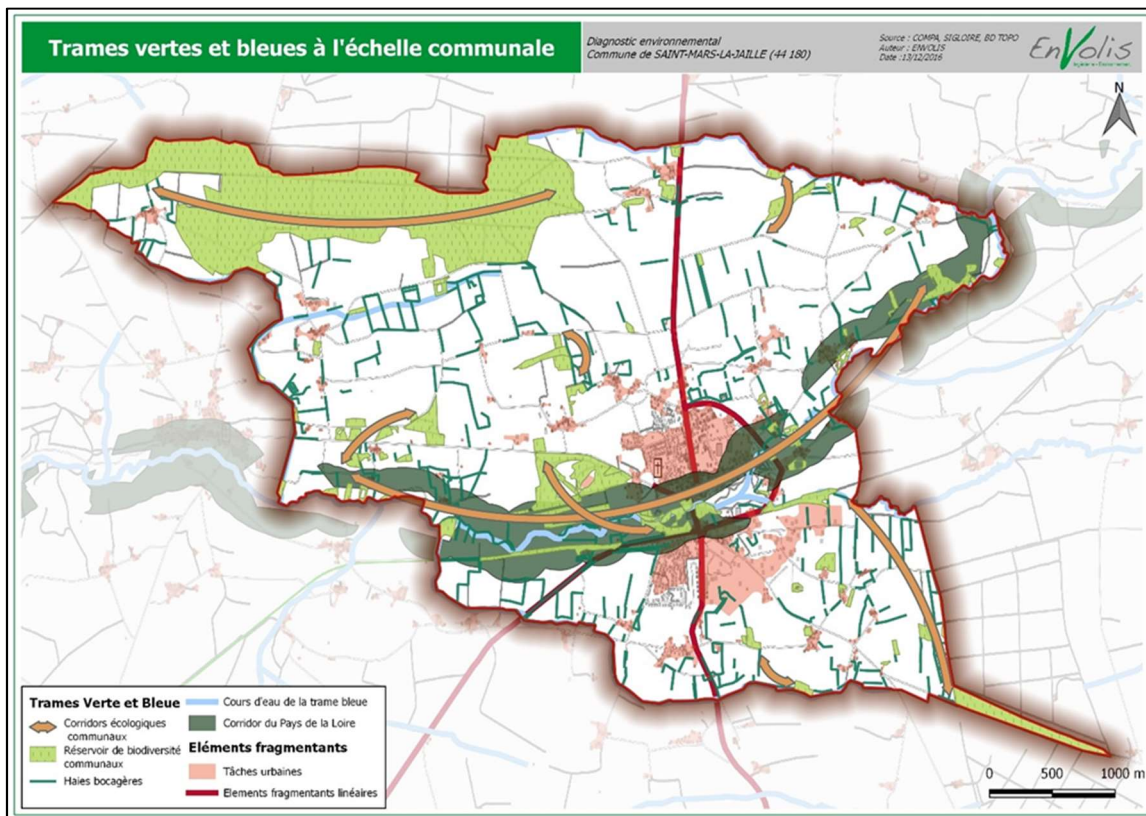 Trames vertes et bleues à l'échelle communale
Diagnostic environnemental
Commune de SAINT-MARS-LA-JAILLE (44 180)
Source : COMPA, SIGLOIRE, BD TOPO
Auteur : ENVOLIS
Date :13/12/2016
EnVolis
N
Trames Verte et Bleue
Corridors écologiques
communaux
Réservoir de biodiversité
communaux
Haies bocagères
Cours d'eau de la trame bleue
Corridor du Pays de la Loire
Eléments fragmentants
Tâches urbaines
Elements fragmentants linéaires
0 500 1000 m